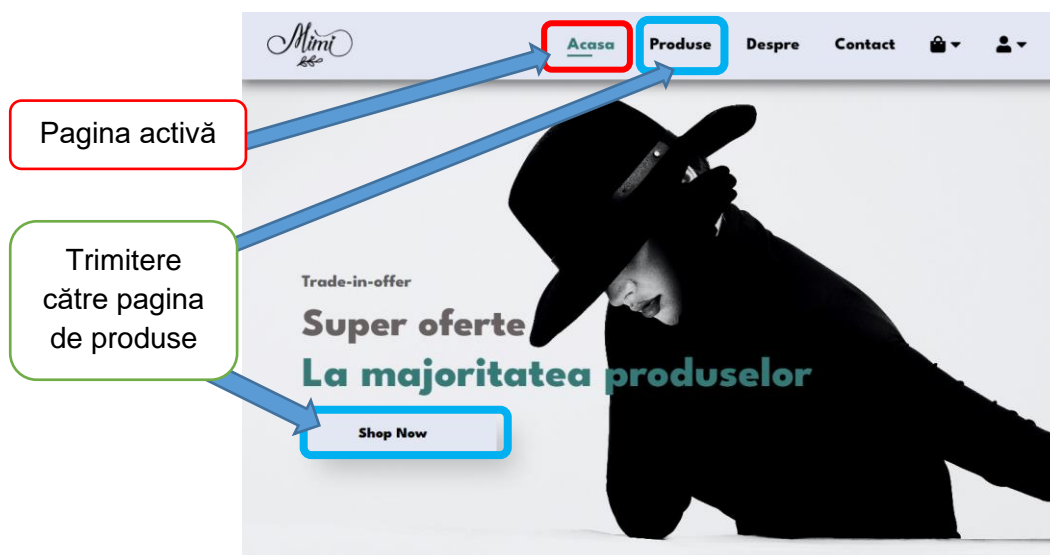 Mimi
Acasa Produse Despre Contact
Pagina activă
Trimitere
către pagina
de produse
Trade-in-offer
Super oferte
La majoritatea produselor
Shop Now